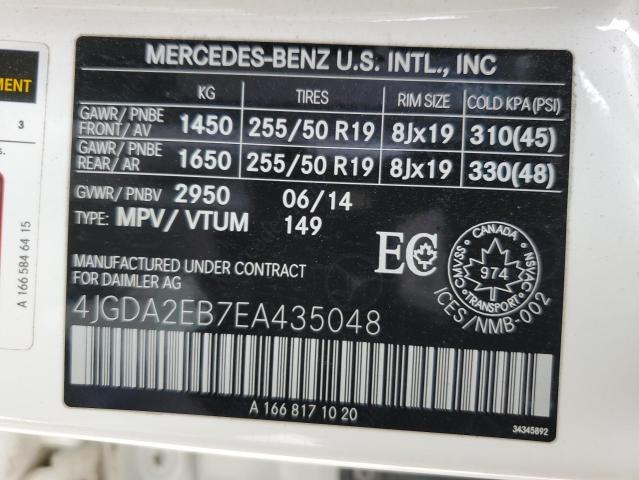 MERCEDES-BENZ U.S. INTL., INC
KG TIRES RIM SIZE COLD KPA(PSI)
GAWR/ PNBE FRONT/ AV 1450 255/50 R19 8Jx19 310(45)
GAWR/ PNBE REAR/ AR 1650 255/50 R19 8Jx19 330(48)
GVWR/ PNBV 2950 06/14
TYPE: MPV/ VTUM 149
MANUFACTURED UNDER CONTRACT
FOR DAIMLER AG
4JGDA2EB7EA435048
A 166 817 10 20
34345892
EC
CANADA
CMVSS 974 NSVAC
TRANSPORT
ICES/NMB-002
MENT
3
s.
A 166 584 64 15